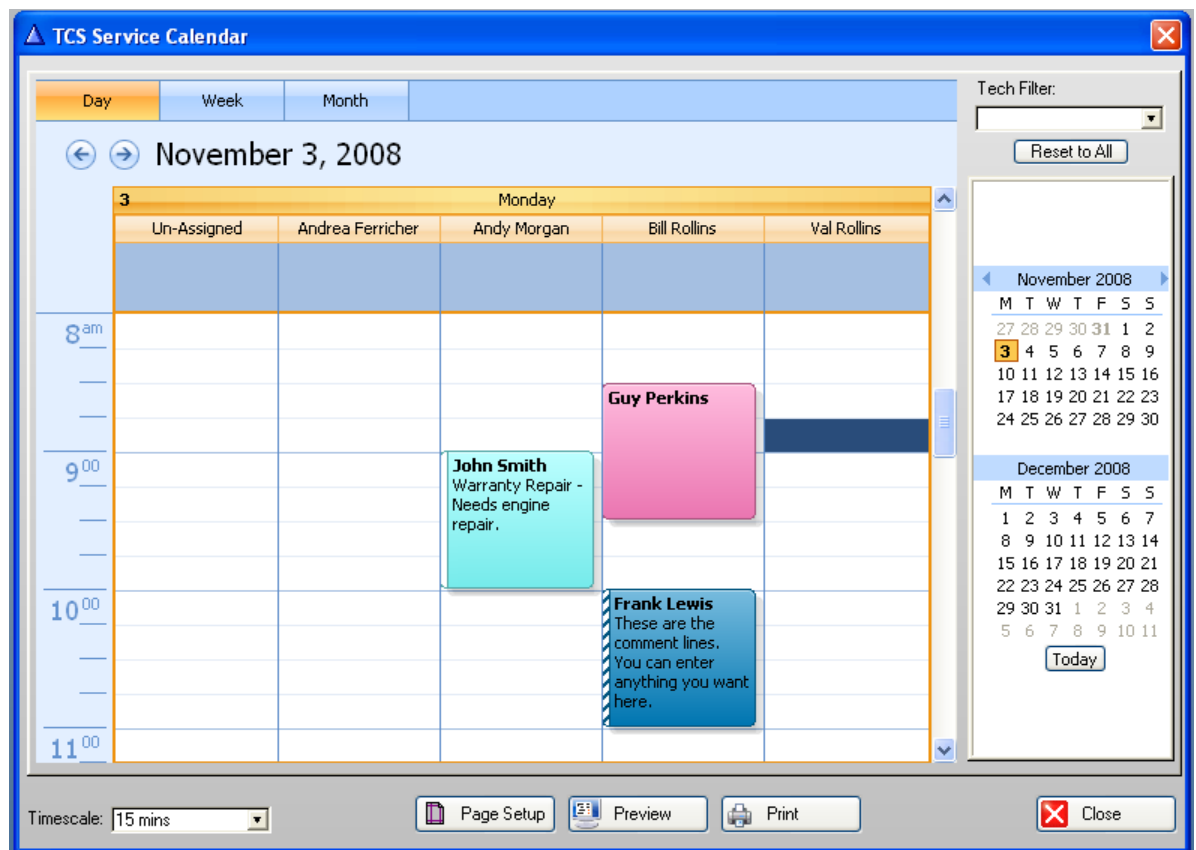 TCS Service Calendar
Day Week Month
November 3, 2008
3 Monday
Un-Assigned Andrea Ferricher Andy Morgan Bill Rollins Val Rollins
8 am
Guy Perkins
9 00
John Smith
Warranty Repair -
Needs engine
repair.
10 00
Frank Lewis
These are the
comment lines.
You can enter
anything you want
here.
11 00
Tech Filter:
Reset to All
November 2008
M T W T F S S
27 28 29 30 31 1 2
3 4 5 6 7 8 9
10 11 12 13 14 15 16
17 18 19 20 21 22 23
24 25 26 27 28 29 30
December 2008
M T W T F S S
1 2 3 4 5 6 7
8 9 10 11 12 13 14
15 16 17 18 19 20 21
22 23 24 25 26 27 28
29 30 31 1 2 3 4
5 6 7 8 9 10 11
Today
Timescale: 15 mins
Page Setup Preview Print Close